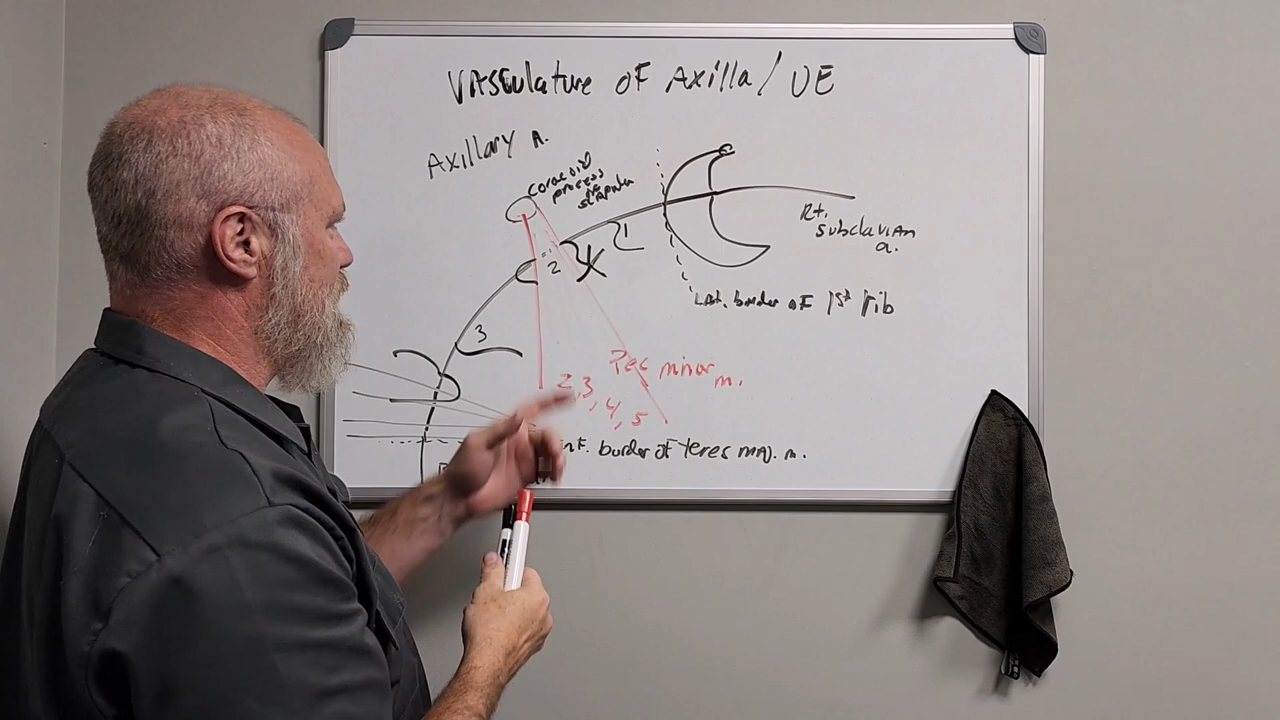 Vasculature of Axilla / UE
Axillary A.
coracoid
process
of
scapula
1
2
3
Rt.
subclavian
a.
Lat. border of 1st rib
Pec minor m.
2,3,4,5
inf. border of Teres maj. m.